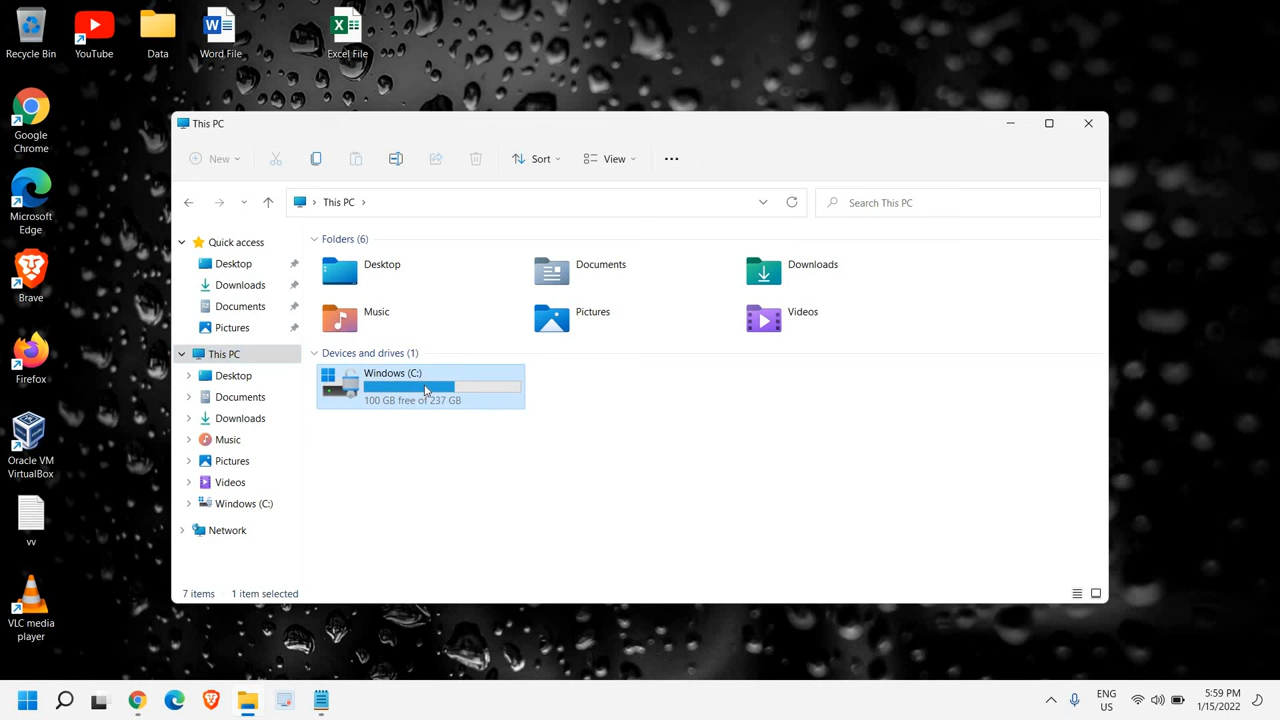 Recycle Bin
YouTube
Data
Word File
Excel File
Google
Chrome
Microsoft
Edge
Brave
Firefox
Oracle VM
VirtualBox
vv
VLC media
player
This PC
New
Sort
View
This PC
Search This PC
Quick access
Desktop
Downloads
Documents
Pictures
This PC
Desktop
Documents
Downloads
Music
Pictures
Videos
Windows (C:)
Network
Folders (6)
Desktop
Documents
Downloads
Music
Pictures
Videos
Devices and drives (1)
Windows (C:)
100 GB free of 237 GB
7 items
1 item selected
ENG
US
5:59 PM
1/15/2022